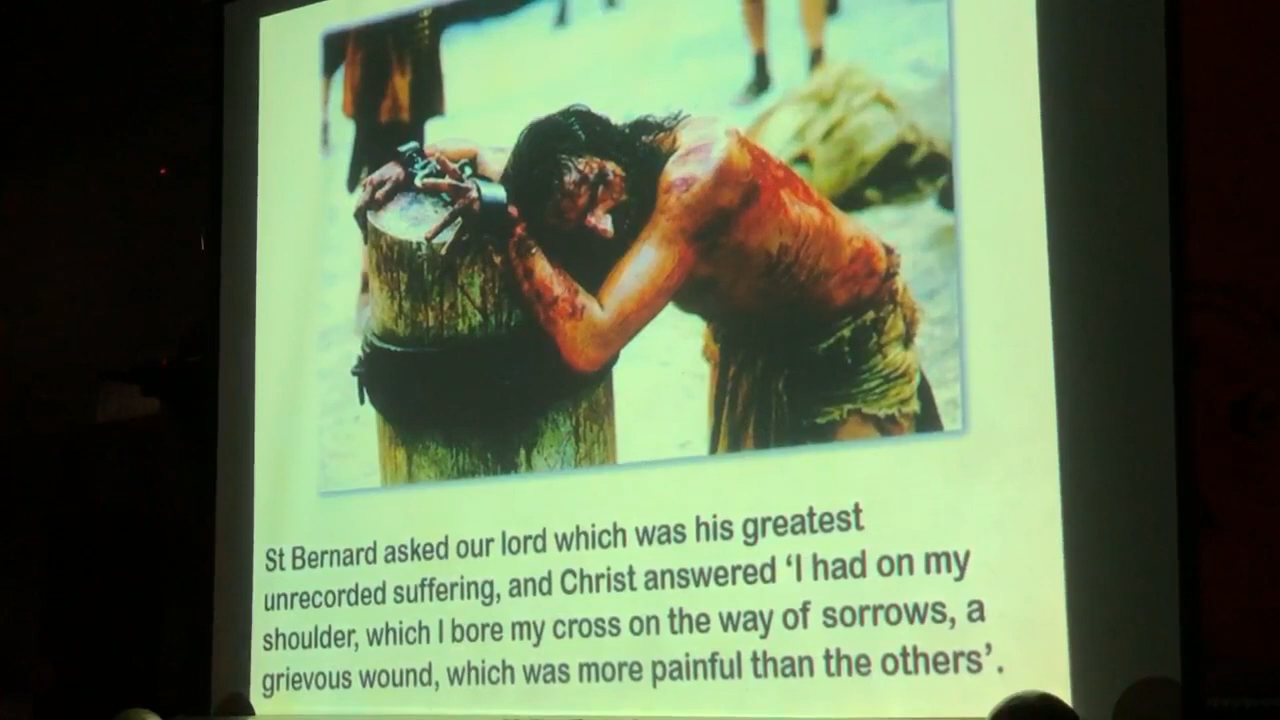 St Bernard asked our lord which was his greatest
unrecorded suffering, and Christ answered ‘I had on my
shoulder, which I bore my cross on the way of sorrows, a
grievous wound, which was more painful than the others’.